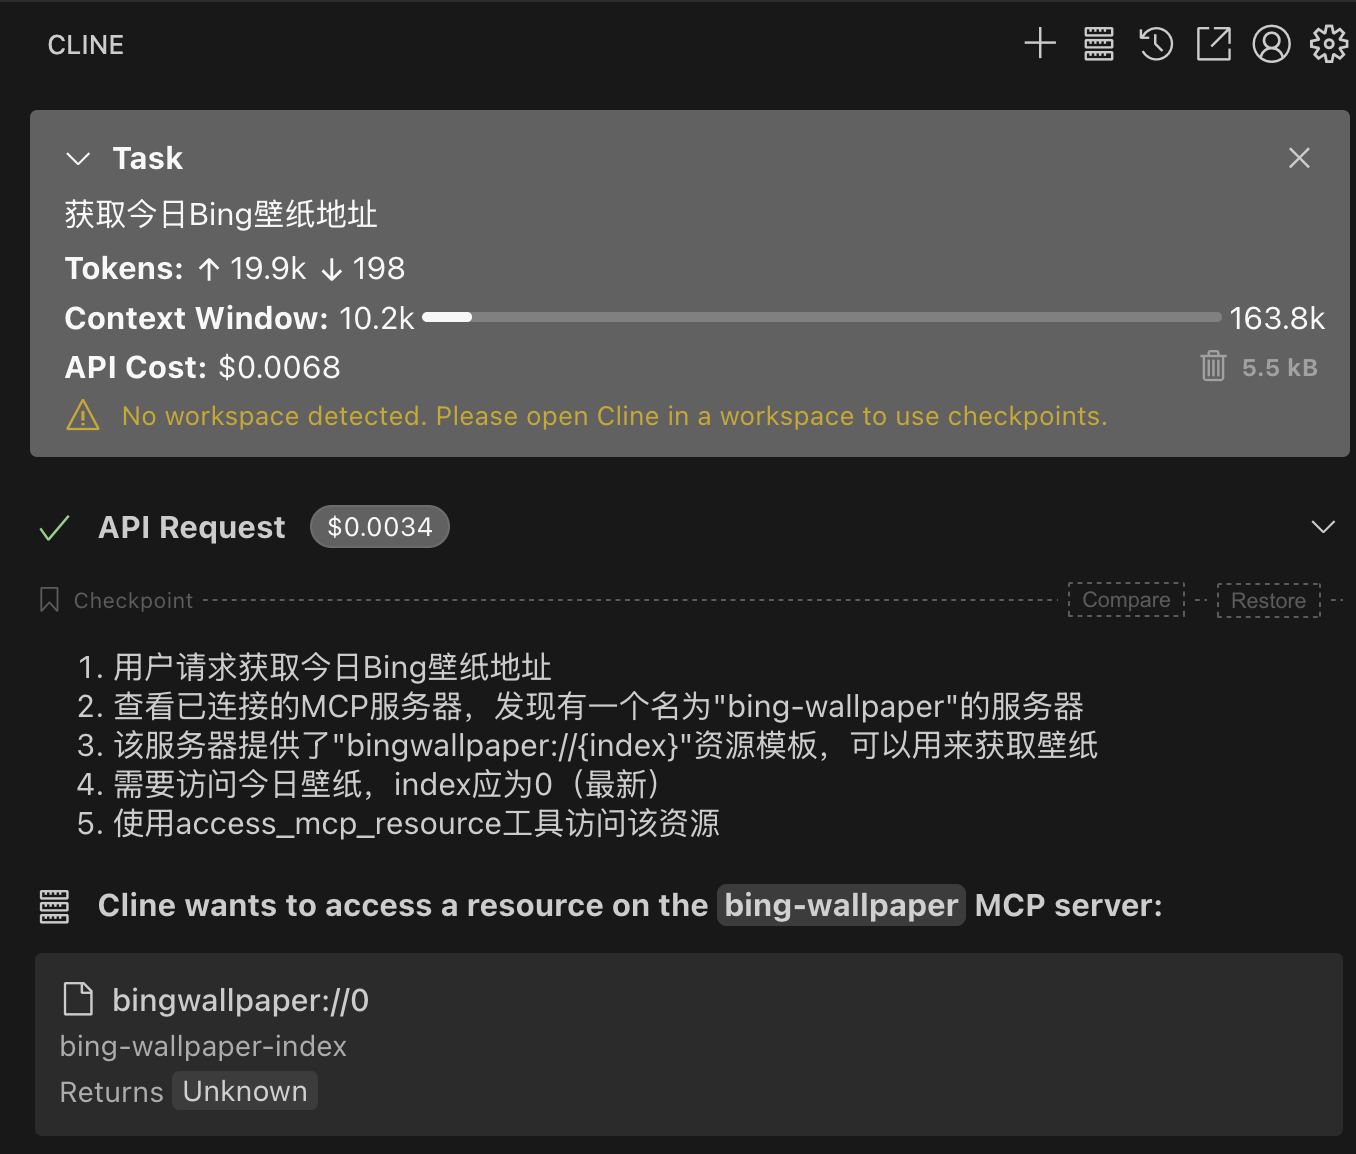 CLINE
Task
获取今日Bing壁纸地址
Tokens: ↑ 19.9k ↓ 198
Context Window: 10.2k 163.8k
API Cost: $0.0068 5.5 kB
No workspace detected. Please open Cline in a workspace to use checkpoints.
API Request $0.0034
Checkpoint Compare Restore
1. 用户请求获取今日Bing壁纸地址
2. 查看已连接的MCP服务器，发现有一个名为"bing-wallpaper"的服务器
3. 该服务器提供了"bingwallpaper://{index}"资源模板，可以用来获取壁纸
4. 需要访问今日壁纸，index应为0（最新）
5. 使用access_mcp_resource工具访问该资源
Cline wants to access a resource on the bing-wallpaper MCP server:
bingwallpaper://0
bing-wallpaper-index
Returns Unknown